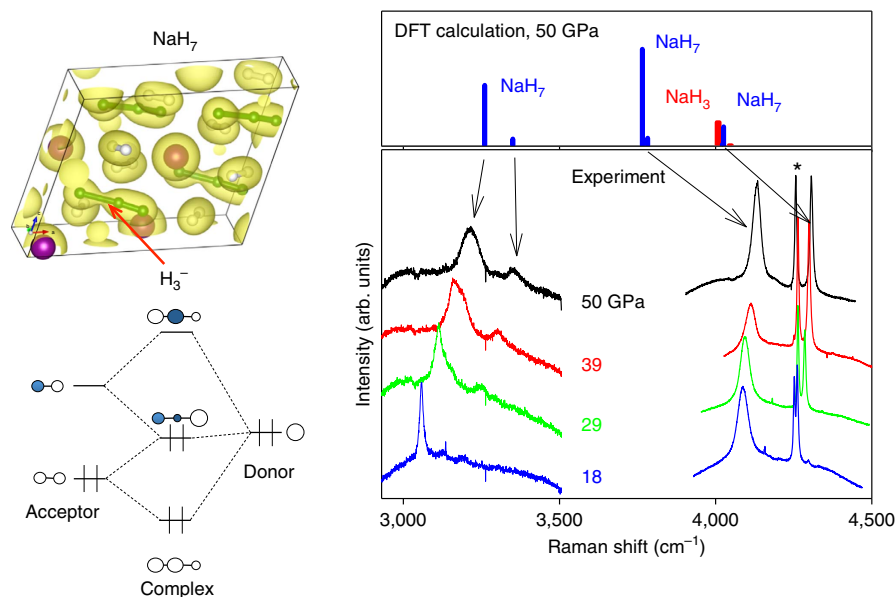 NaH₇
H₃⁻
Acceptor
Donor
Complex
DFT calculation, 50 GPa
NaH₇
NaH₇
NaH₃
NaH₇
Experiment
*
50 GPa
39
29
18
Intensity (arb. units)
3,000 3,500 4,000 4,500
Raman shift (cm⁻¹)